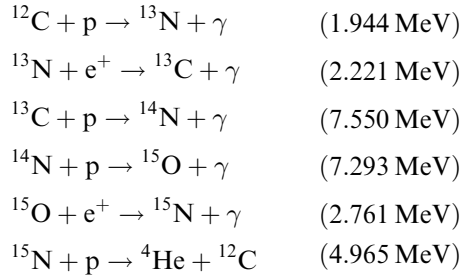 ¹²C + p → ¹³N + γ (1.944 MeV)
¹³N + e⁺ → ¹³C + γ (2.221 MeV)
¹³C + p → ¹⁴N + γ (7.550 MeV)
¹⁴N + p → ¹⁵O + γ (7.293 MeV)
¹⁵O + e⁺ → ¹⁵N + γ (2.761 MeV)
¹⁵N + p → ⁴He + ¹²C (4.965 MeV)